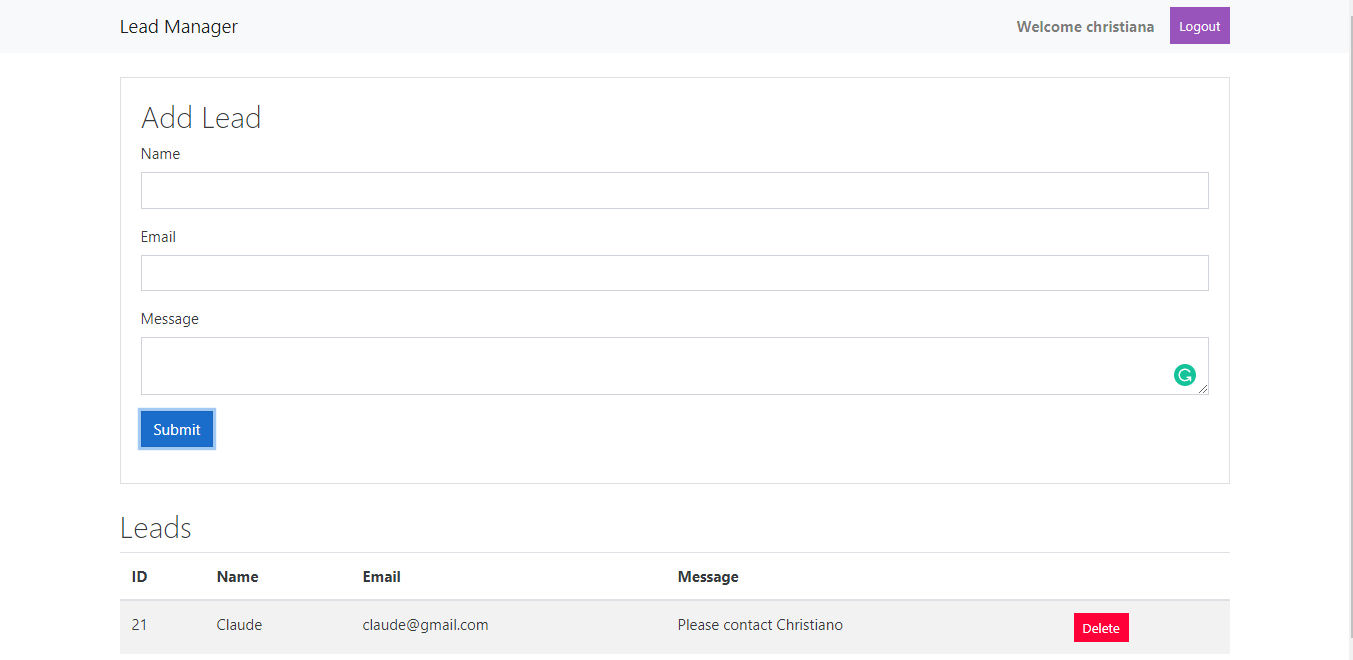 Lead Manager Welcome christiana Logout
Add Lead
Name
Email
Message
Submit
Leads
ID Name Email Message
21 Claude claude@gmail.com Please contact Christiano Delete